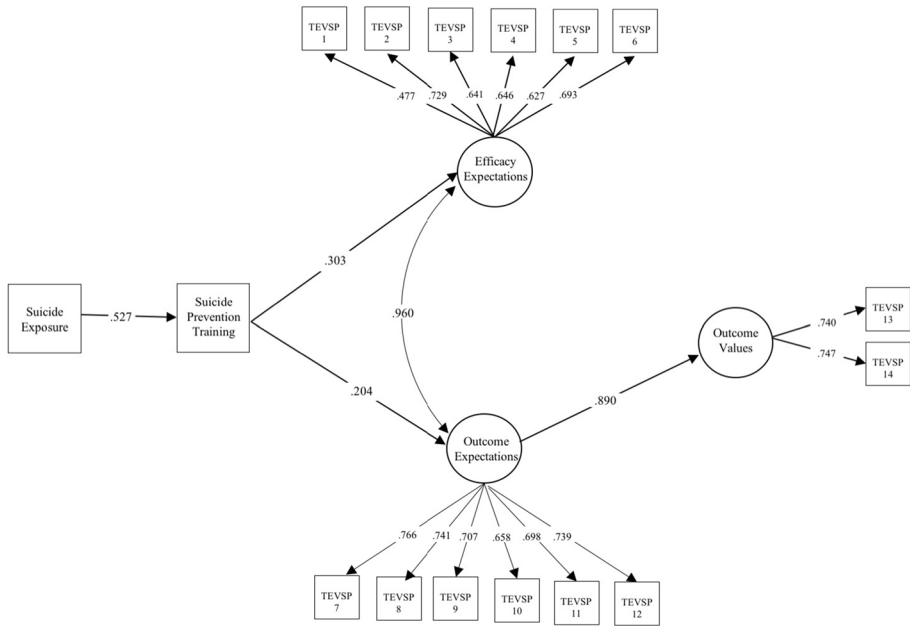 TEVSP
1
TEVSP
2
TEVSP
3
TEVSP
4
TEVSP
5
TEVSP
6
.477
.729
.641
.646
.627
.693
Efficacy
Expectations
.303
.960
Suicide
Exposure
.527
Suicide
Prevention
Training
.204
Outcome
Values
.740
.747
TEVSP
13
TEVSP
14
.890
Outcome
Expectations
.766
.741
.707
.658
.698
.739
TEVSP
7
TEVSP
8
TEVSP
9
TEVSP
10
TEVSP
11
TEVSP
12